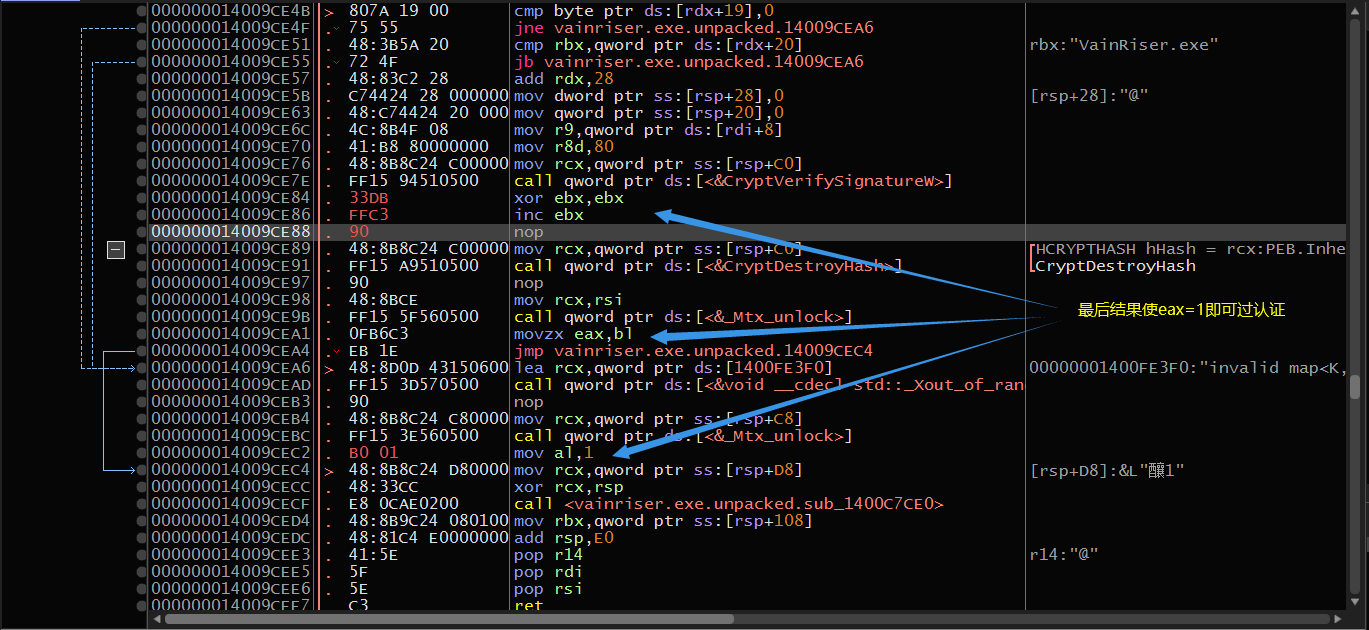 000000014009CE4B > 807A 19 00 cmp byte ptr ds:[rdx+19],0
000000014009CE4F . 75 55 jne vainriser.exe.unpacked.14009CEA6
000000014009CE51 . 48:3B5A 20 cmp rbx,qword ptr ds:[rdx+20] rbx:"VainRiser.exe"
000000014009CE55 . 72 4F jb vainriser.exe.unpacked.14009CEA6
000000014009CE57 . 48:83C2 28 add rdx,28
000000014009CE5B . C74424 28 000000 mov dword ptr ss:[rsp+28],0 [rsp+28]:"@"
000000014009CE63 . 48:C74424 20 000 mov qword ptr ss:[rsp+20],0
000000014009CE6C . 4C:8B4F 08 mov r9,qword ptr ds:[rdi+8]
000000014009CE70 . 41:B8 80000000 mov r8d,80
000000014009CE76 . 48:8B8C24 C00000 mov rcx,qword ptr ss:[rsp+C0]
000000014009CE7E . FF15 94510500 call qword ptr ds:[<&CryptVerifySignatureW>]
000000014009CE84 . 33DB xor ebx,ebx
000000014009CE86 . FFC3 inc ebx
000000014009CE88 . 90 nop
000000014009CE89 . 48:8B8C24 C00000 mov rcx,qword ptr ss:[rsp+C0] HCRYPTHASH hHash = rcx:PEB.Inhe
000000014009CE91 . FF15 A9510500 call qword ptr ds:[<&CryptDestroyHash>] CryptDestroyHash
000000014009CE97 . 90 nop
000000014009CE98 . 48:8BCE mov rcx,rsi
000000014009CE9B . FF15 5F560500 call qword ptr ds:[<&_Mtx_unlock>]
最后结果使eax=1即可过认证
000000014009CEA1 . 0FB6C3 movzx eax,bl
000000014009CEA4 . EB 1E jmp vainriser.exe.unpacked.14009CEC4
000000014009CEA6 > 48:8D0D 43150600 lea rcx,qword ptr ds:[1400FE3F0] 00000001400FE3F0:"invalid map<K,
000000014009CEAD . FF15 3D570500 call qword ptr ds:[<&void __cdecl std::_Xout_of_ran
000000014009CEB3 . 90 nop
000000014009CEB4 . 48:8B8C24 C80000 mov rcx,qword ptr ss:[rsp+C8]
000000014009CEBC . FF15 3E560500 call qword ptr ds:[<&_Mtx_unlock>]
000000014009CEC2 . B0 01 mov al,1
000000014009CEC4 > 48:8B8C24 D80000 mov rcx,qword ptr ss:[rsp+D8] [rsp+D8]:&L"釀1"
000000014009CECC . 48:33CC xor rcx,rsp
000000014009CECF . E8 0CAE0200 call <vainriser.exe.unpacked.sub_1400C7CE0>
000000014009CED4 . 48:8B9C24 080100 mov rbx,qword ptr ss:[rsp+108]
000000014009CEDC . 48:81C4 E0000000 add rsp,E0
000000014009CEE3 . 41:5E pop r14 r14:"@"
000000014009CEE5 . 5F pop rdi
000000014009CEE6 . 5E pop rsi
000000014009CEE7 . C3 ret